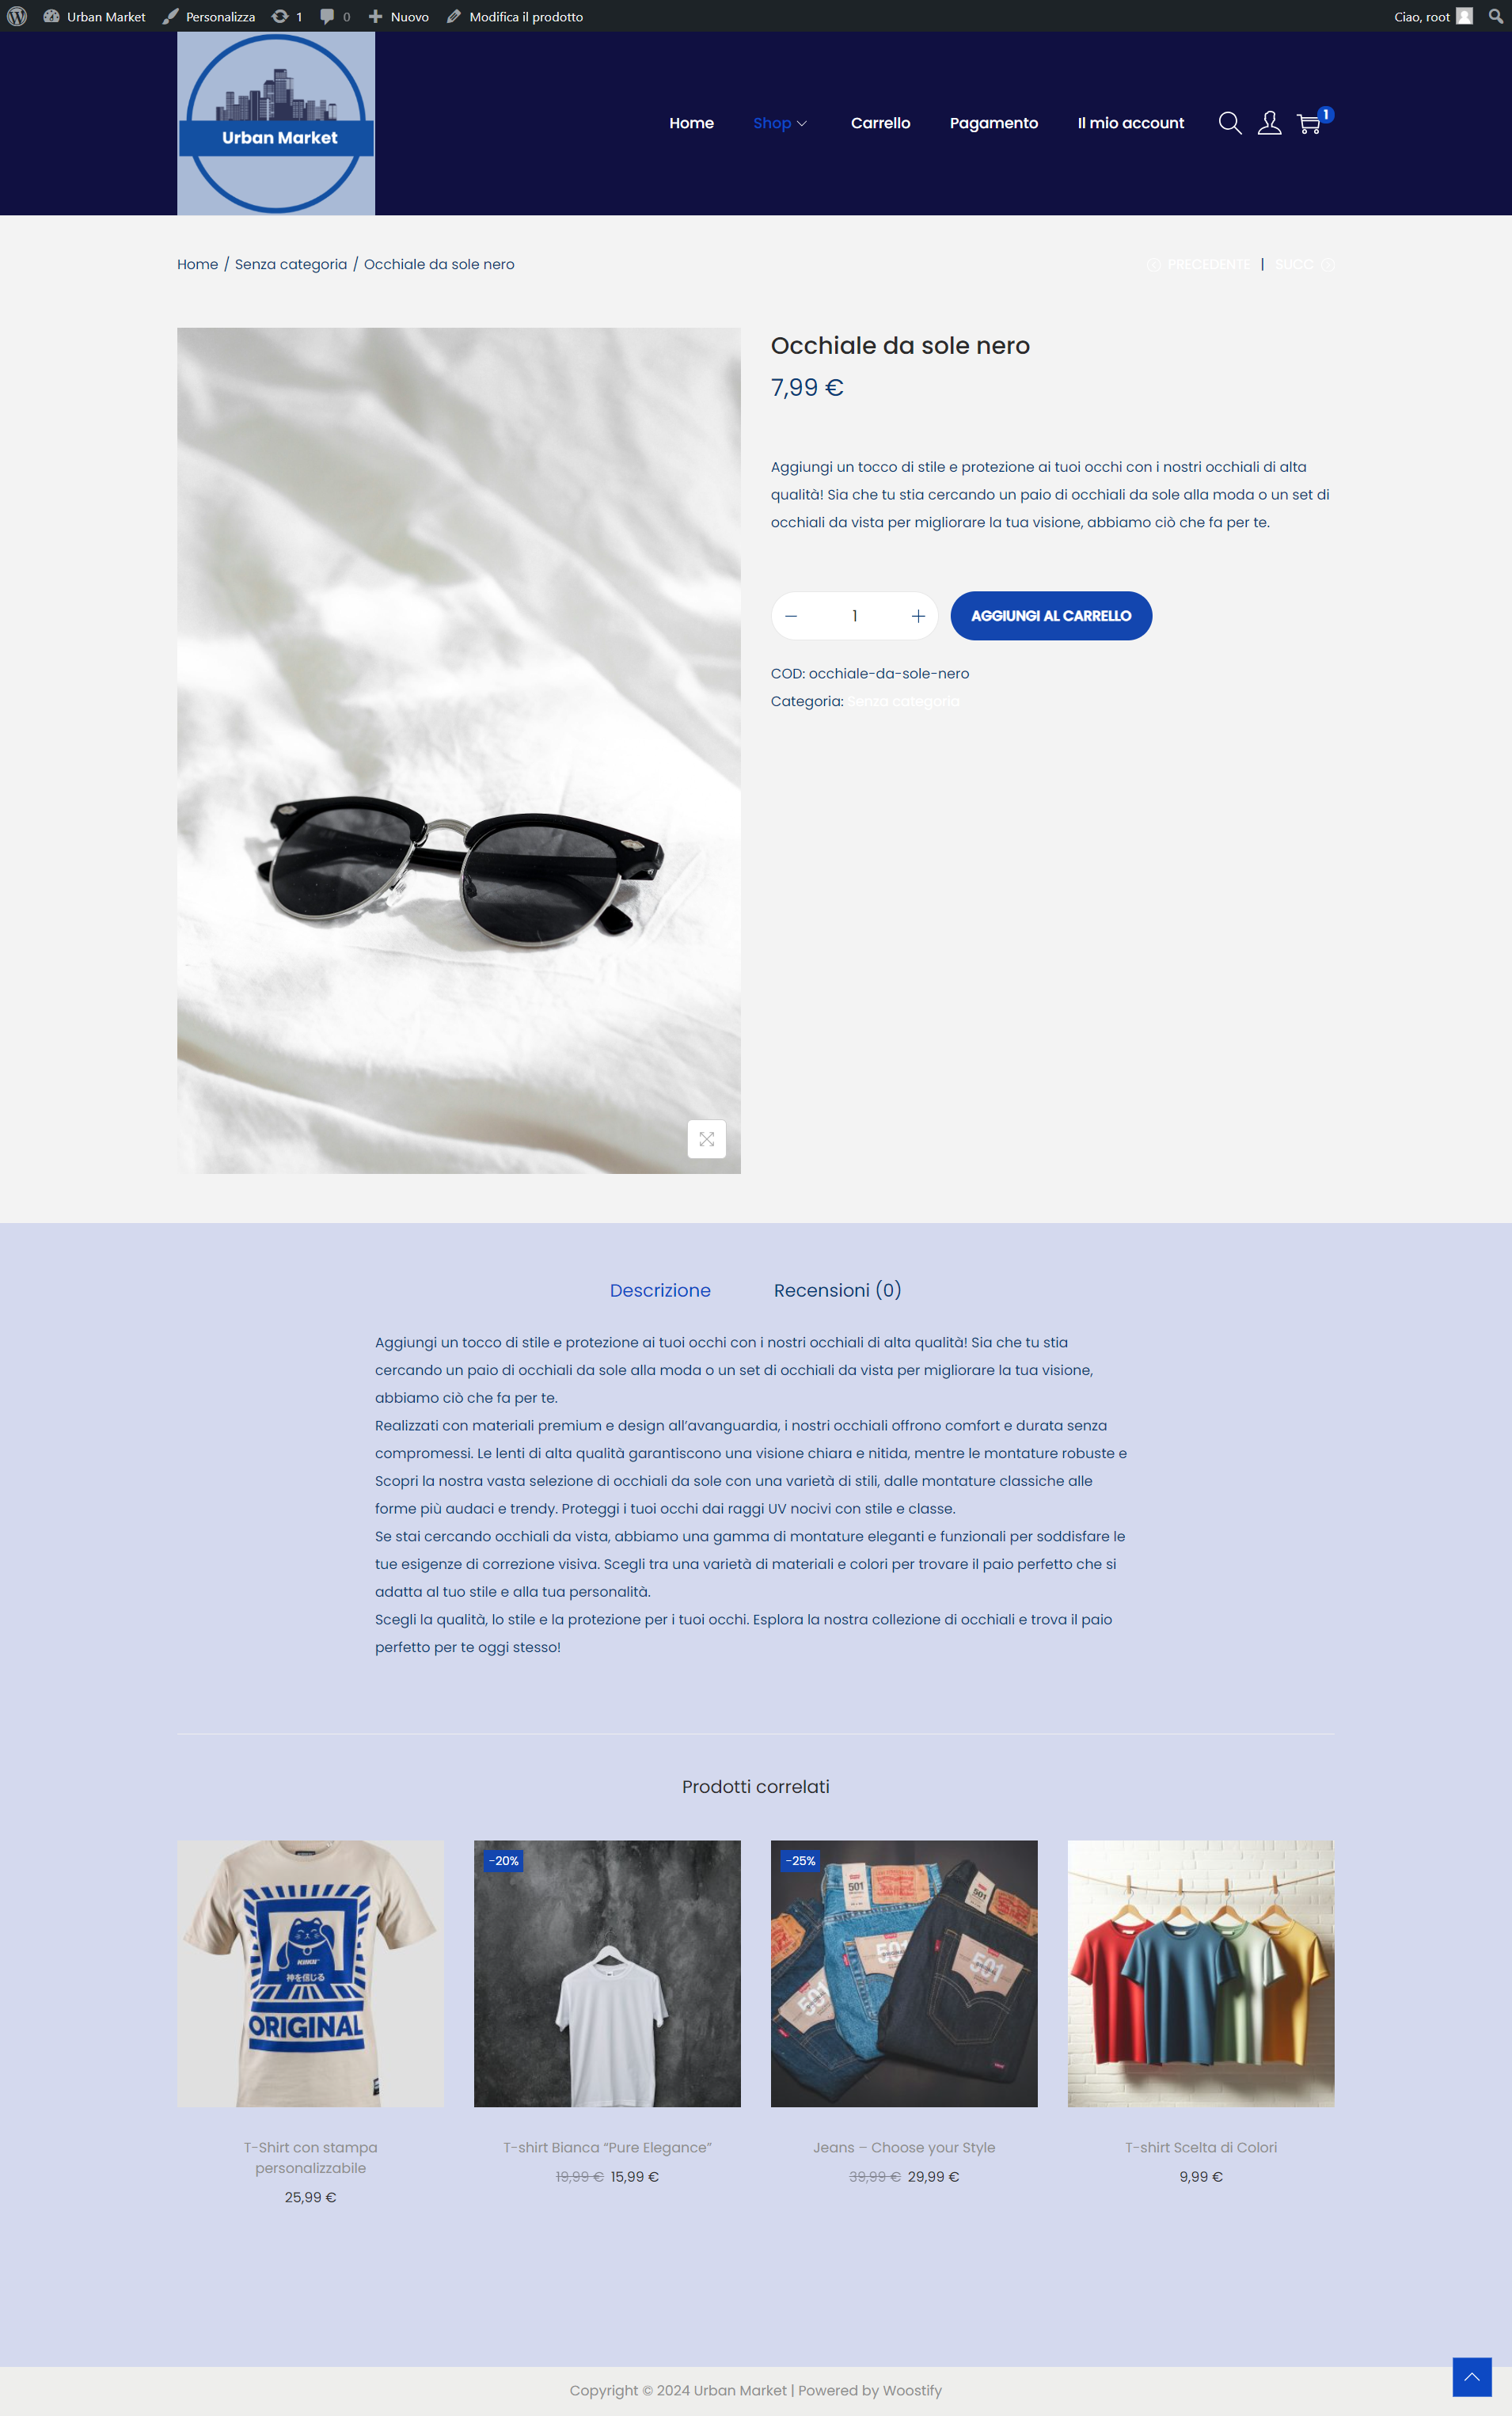 Urban Market
Personalizza
1
0
Nuovo
Modifica il prodotto
Ciao, root
Urban Market
Home
Shop
Carrello
Pagamento
Il mio account
1
Home / Senza categoria / Occhiale da sole nero
PRECEDENTE | SUCC
Occhiale da sole nero
7,99 €
Aggiungi un tocco di stile e protezione ai tuoi occhi con i nostri occhiali di alta
qualità! Sia che tu stia cercando un paio di occhiali da sole alla moda o un set di
occhiali da vista per migliorare la tua visione, abbiamo ciò che fa per te.
− 1 +
AGGIUNGI AL CARRELLO
COD: occhiale-da-sole-nero
Categoria: Senza categoria
Descrizione
Recensioni (0)
Aggiungi un tocco di stile e protezione ai tuoi occhi con i nostri occhiali di alta qualità! Sia che tu stia
cercando un paio di occhiali da sole alla moda o un set di occhiali da vista per migliorare la tua visione,
abbiamo ciò che fa per te.
Realizzati con materiali premium e design all’avanguardia, i nostri occhiali offrono comfort e durata senza
compromessi. Le lenti di alta qualità garantiscono una visione chiara e nitida, mentre le montature robuste e
Scopri la nostra vasta selezione di occhiali da sole con una varietà di stili, dalle montature classiche alle
forme più audaci e trendy. Proteggi i tuoi occhi dai raggi UV nocivi con stile e classe.
Se stai cercando occhiali da vista, abbiamo una gamma di montature eleganti e funzionali per soddisfare le
tue esigenze di correzione visiva. Scegli tra una varietà di materiali e colori per trovare il paio perfetto che si
adatta al tuo stile e alla tua personalità.
Scegli la qualità, lo stile e la protezione per i tuoi occhi. Esplora la nostra collezione di occhiali e trova il paio
perfetto per te oggi stesso!
Prodotti correlati
神を信じる
ORIGINAL
-20%
-25%
501
501
501
501
501
T-Shirt con stampa
personalizzabile
25,99 €
T-shirt Bianca “Pure Elegance”
19,99 € 15,99 €
Jeans – Choose your Style
39,99 € 29,99 €
T-shirt Scelta di Colori
9,99 €
Copyright © 2024 Urban Market | Powered by Woostify